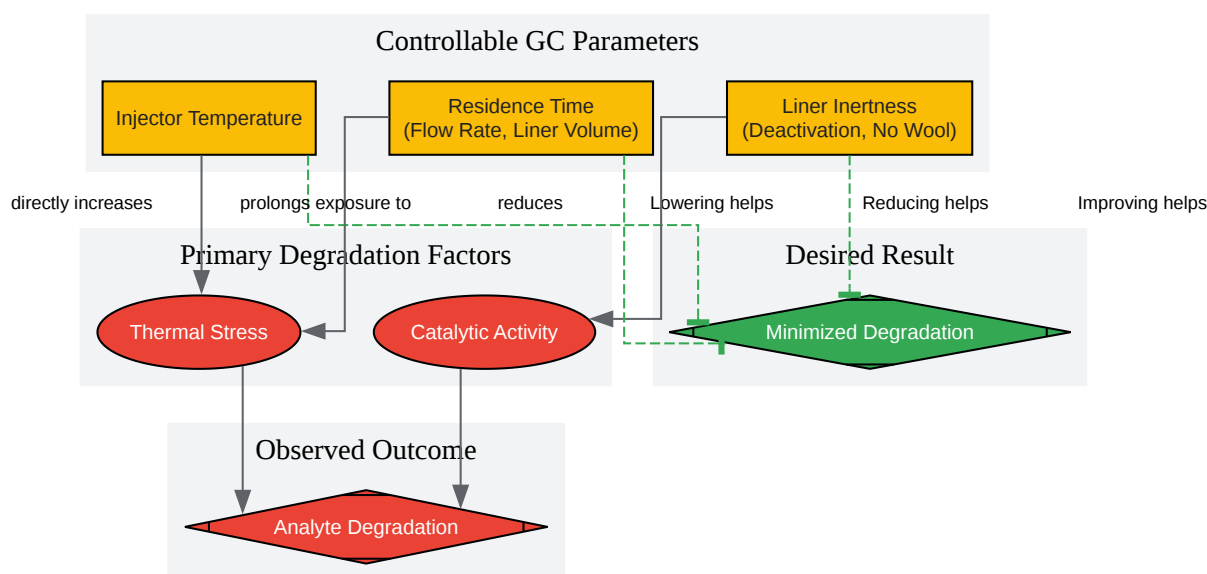 Controllable GC Parameters
Injector Temperature
Residence Time
(Flow Rate, Liner Volume)
Liner Inertness
(Deactivation, No Wool)
directly increases
prolongs exposure to
reduces
Lowering helps
Reducing helps
Improving helps
Primary Degradation Factors
Desired Result
Thermal Stress
Catalytic Activity
Minimized Degradation
Observed Outcome
Analyte Degradation